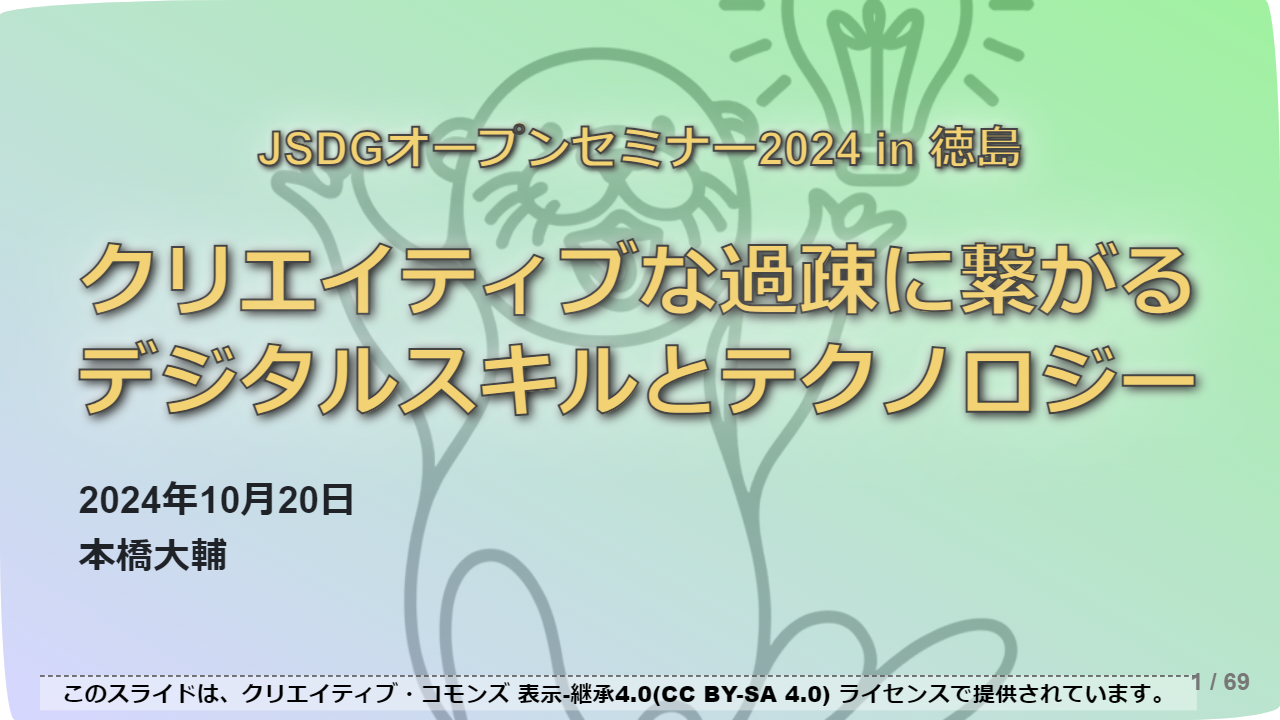 JSDGオープンセミナー2024 in 徳島
クリエイティブな過疎に繋がる
デジタルスキルとテクノロジー
2024年10月20日
本橋大輔
このスライドは、クリエイティブ・コモンズ 表示-継承4.0(CC BY-SA 4.0) ライセンスで提供されています。
1 / 69